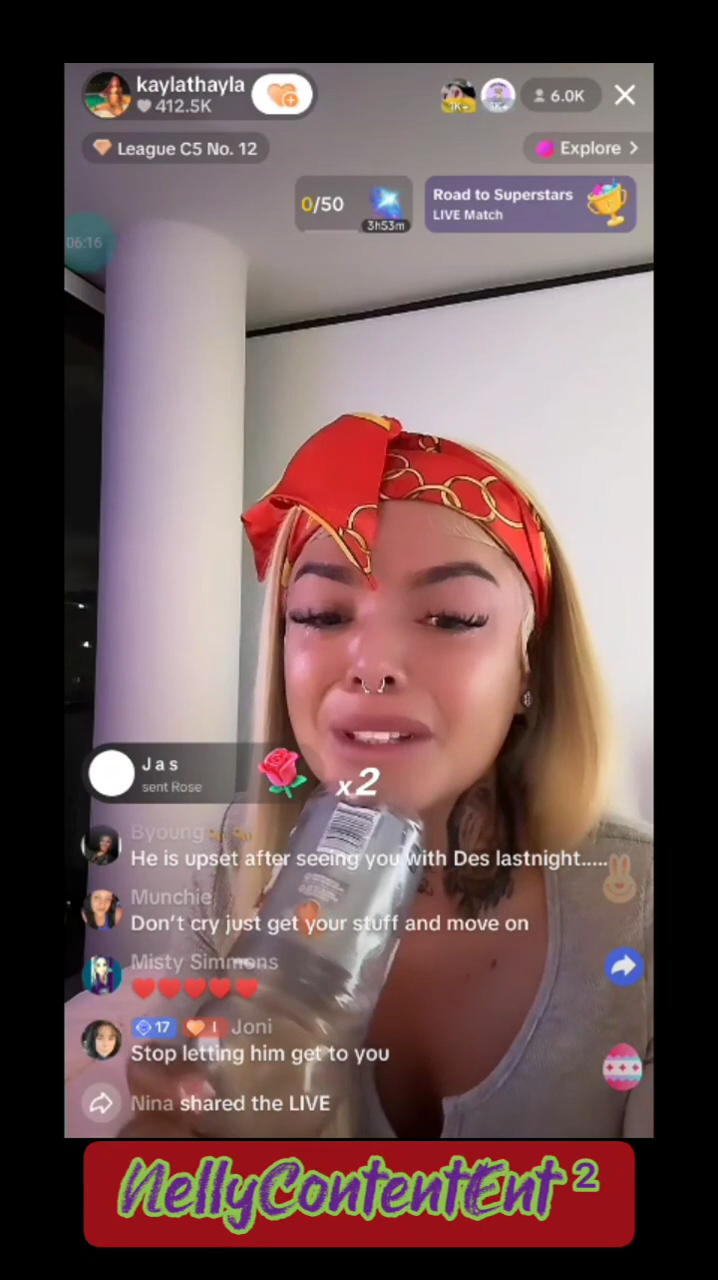 kaylathayla
412.5K
1K+
1K+
6.0K
League C5 No. 12
Explore
0/50
3h53m
Road to Superstars
LIVE Match
06:16
Jas
sent Rose
x2
Byoung
He is upset after seeing you with Des lastnight.....
Munchie
Don't cry just get your stuff and move on
Misty Simmons
17 I Joni
Stop letting him get to you
Nina shared the LIVE
NellyContentEnt²